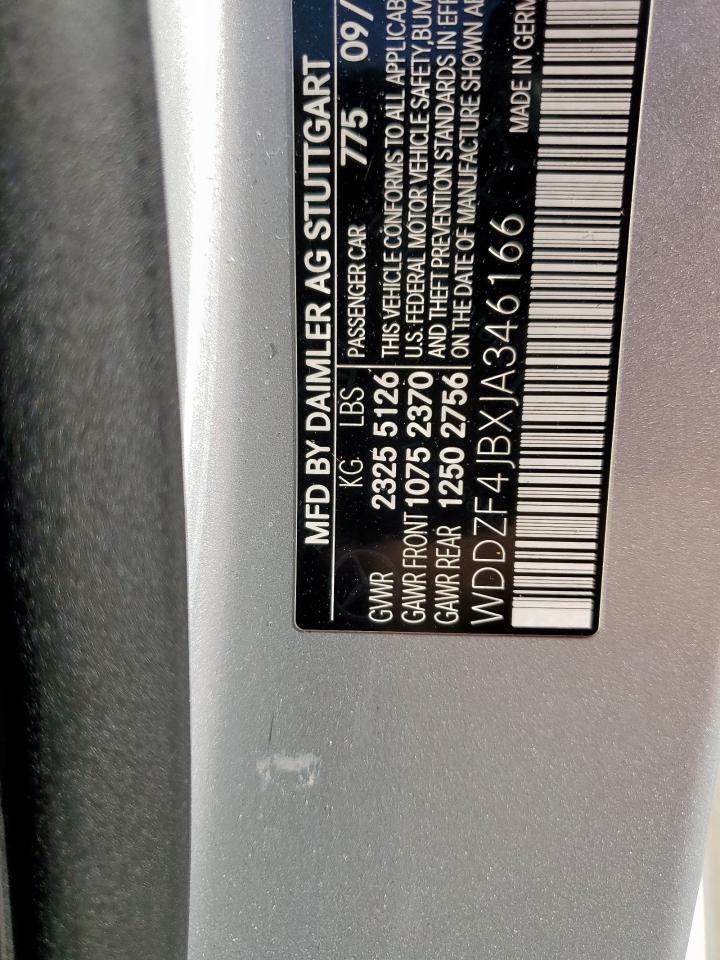 MFD BY DAIMLER AG STUTTGART
KG LBS PASSENGER CAR 775 09/
GVWR 2325 5126 THIS VEHICLE CONFORMS TO ALL
GAWR FRONT 1075 2370 U.S. FEDERAL MOTOR VEHICLE SAFETY, BUM
GAWR REAR 1250 2756 AND THEFT PREVENTION STANDARDS IN EFF
ON THE DATE OF MANUFACTURE SHOWN
WDDZF4JBXJA346166 MADE IN GERM